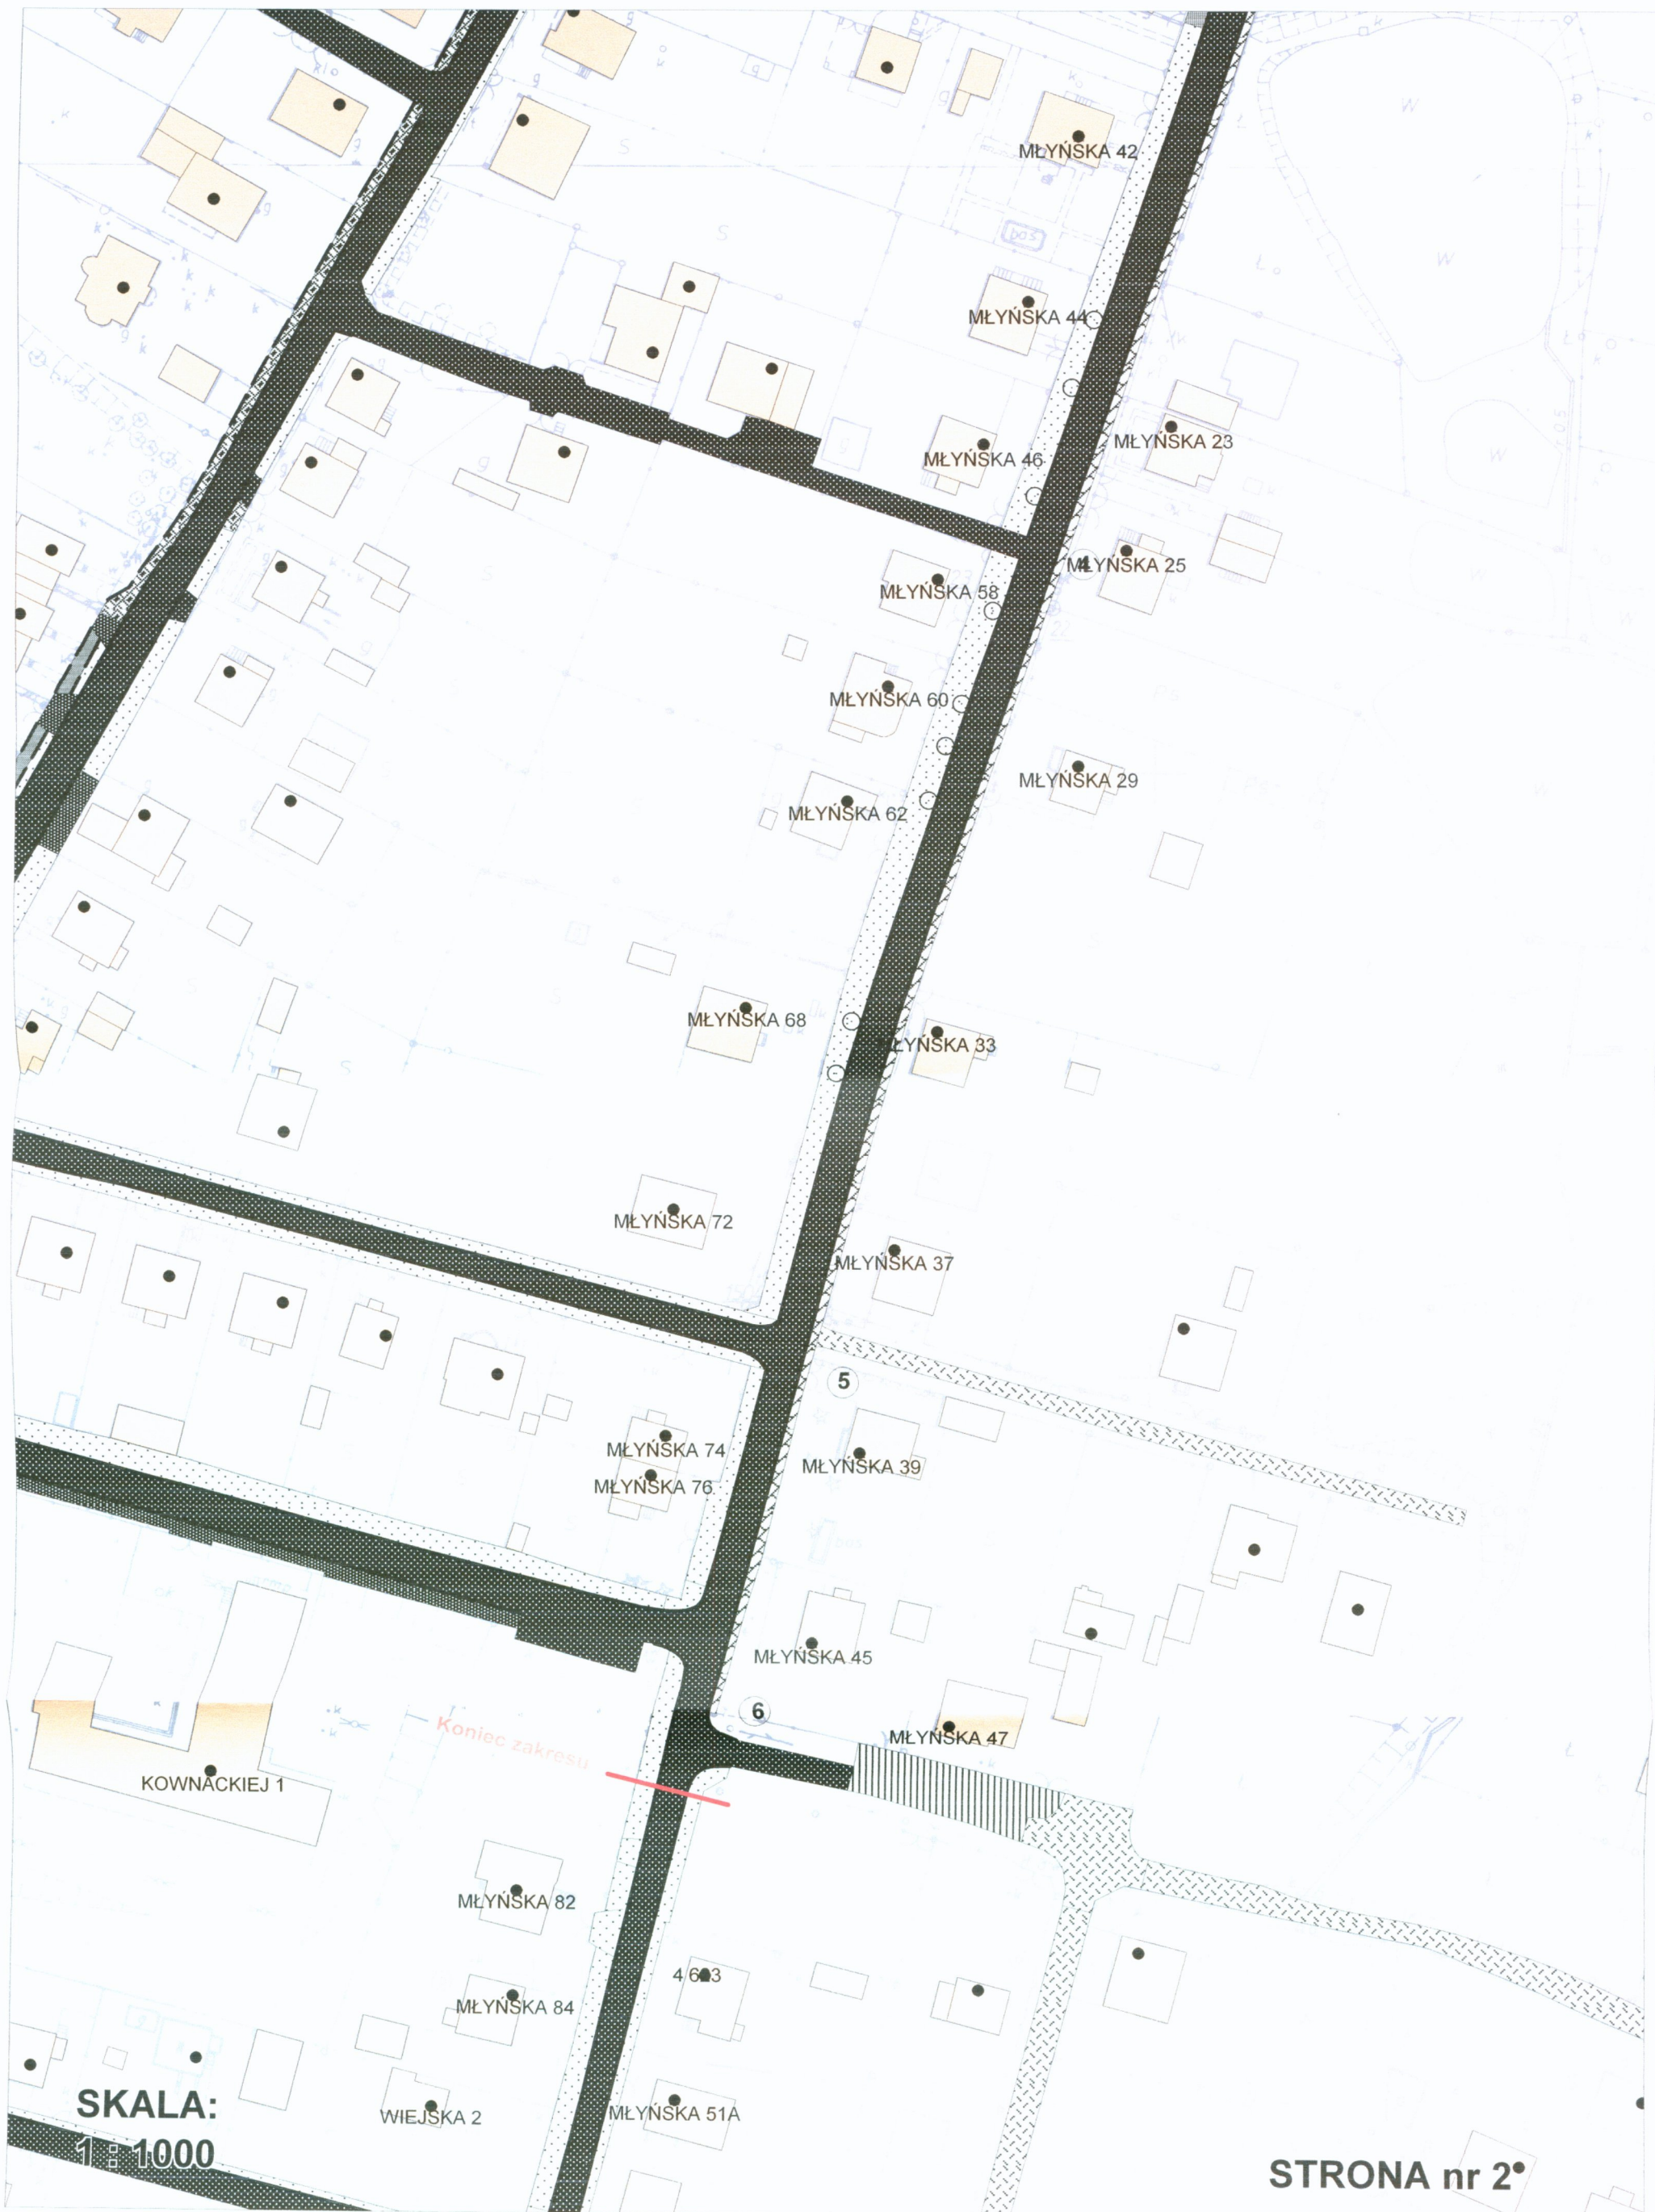 MŁYŃSKA 42
MŁYŃSKA 44
MŁYŃSKA 23
MŁYŃSKA 46
4
MŁYŃSKA 25
MŁYŃSKA 58
MŁYŃSKA 60
MŁYŃSKA 29
MŁYŃSKA 62
MŁYŃSKA 68
MŁYŃSKA 33
MŁYŃSKA 72
MŁYŃSKA 37
5
MŁYŃSKA 74
MŁYŃSKA 39
MŁYŃSKA 76
MŁYŃSKA 45
6
Koniec zakresu
MŁYŃSKA 47
KOWNACKIEJ 1
MŁYŃSKA 82
MŁYŃSKA 84
SKALA:
WIEJSKA 2
MŁYŃSKA 51A
1 : 1000
STRONA nr 2